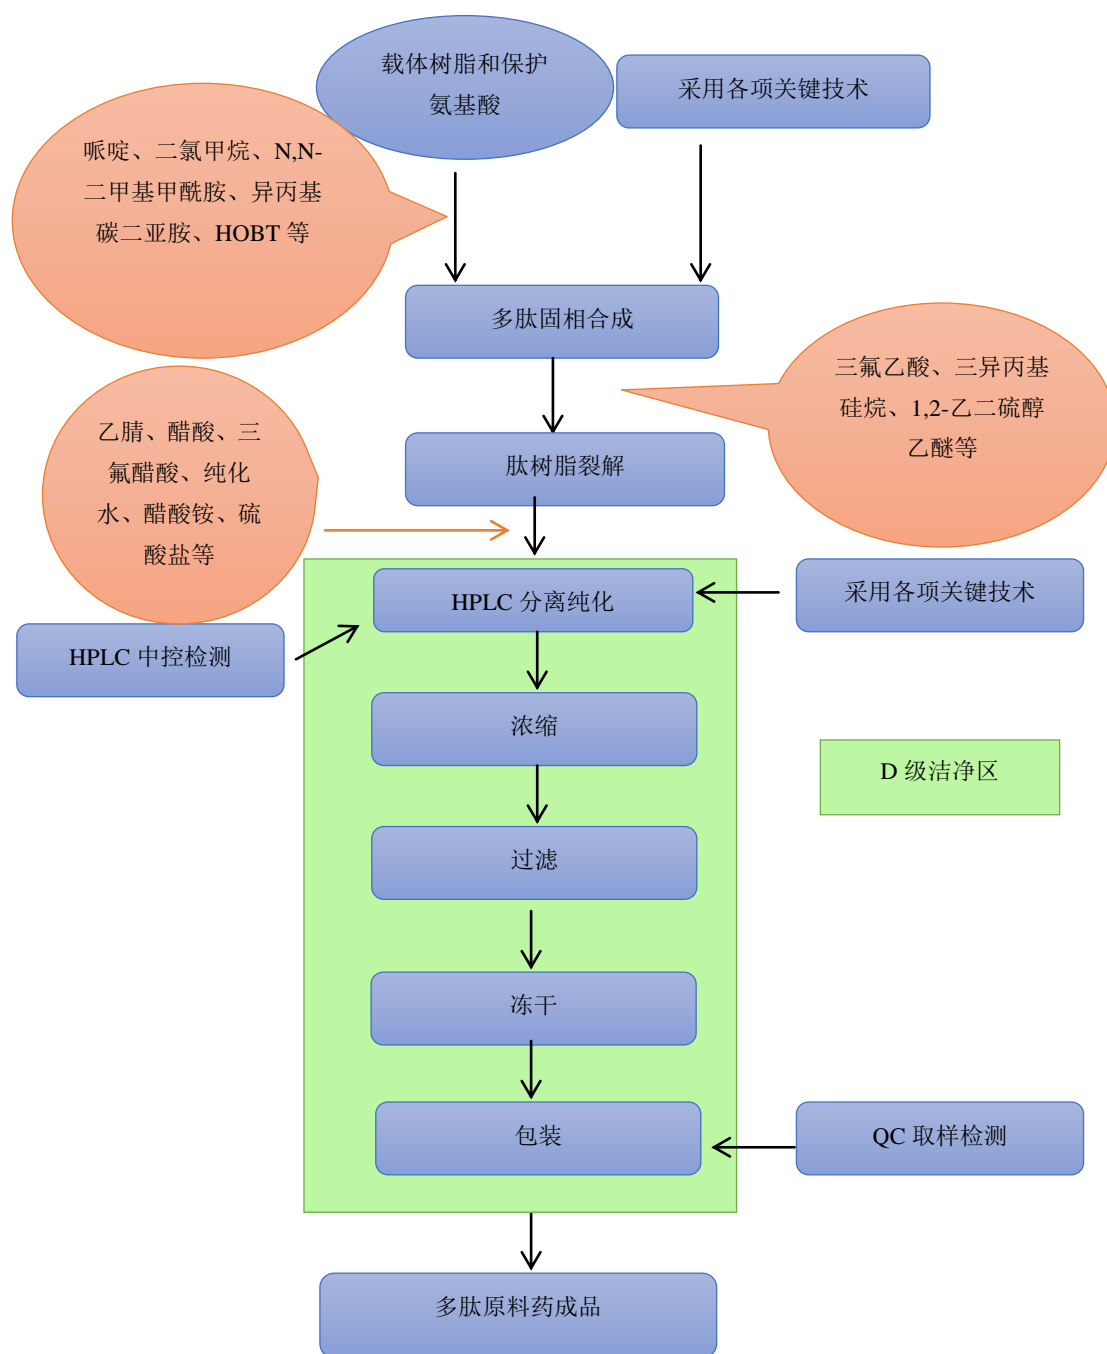 载体树脂和保护
氨基酸
采用各项关键技术
哌啶、二氯甲烷、N,N-
二甲基甲酰胺、异丙基
碳二亚胺、HOBT 等
多肽固相合成
三氟乙酸、三异丙基
硅烷、1,2-乙二硫醇
乙醚等
乙腈、醋酸、三
氟醋酸、纯化
水、醋酸铵、硫
酸盐等
肽树脂裂解
HPLC 分离纯化
采用各项关键技术
HPLC 中控检测
浓缩
D 级洁净区
过滤
冻干
包装
QC 取样检测
多肽原料药成品